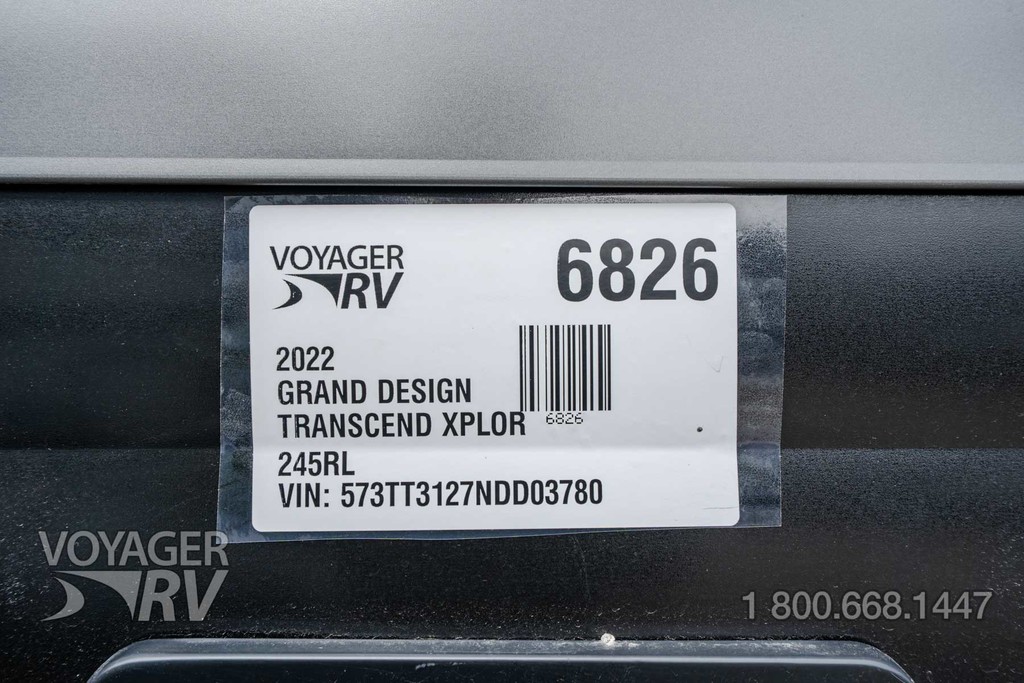 VOYAGER
RV
6826
6826
2022
GRAND DESIGN
TRANSCEND XPLOR
245RL
VIN: 573TT3127NDD03780
VOYAGER
RV
1 800.668.1447